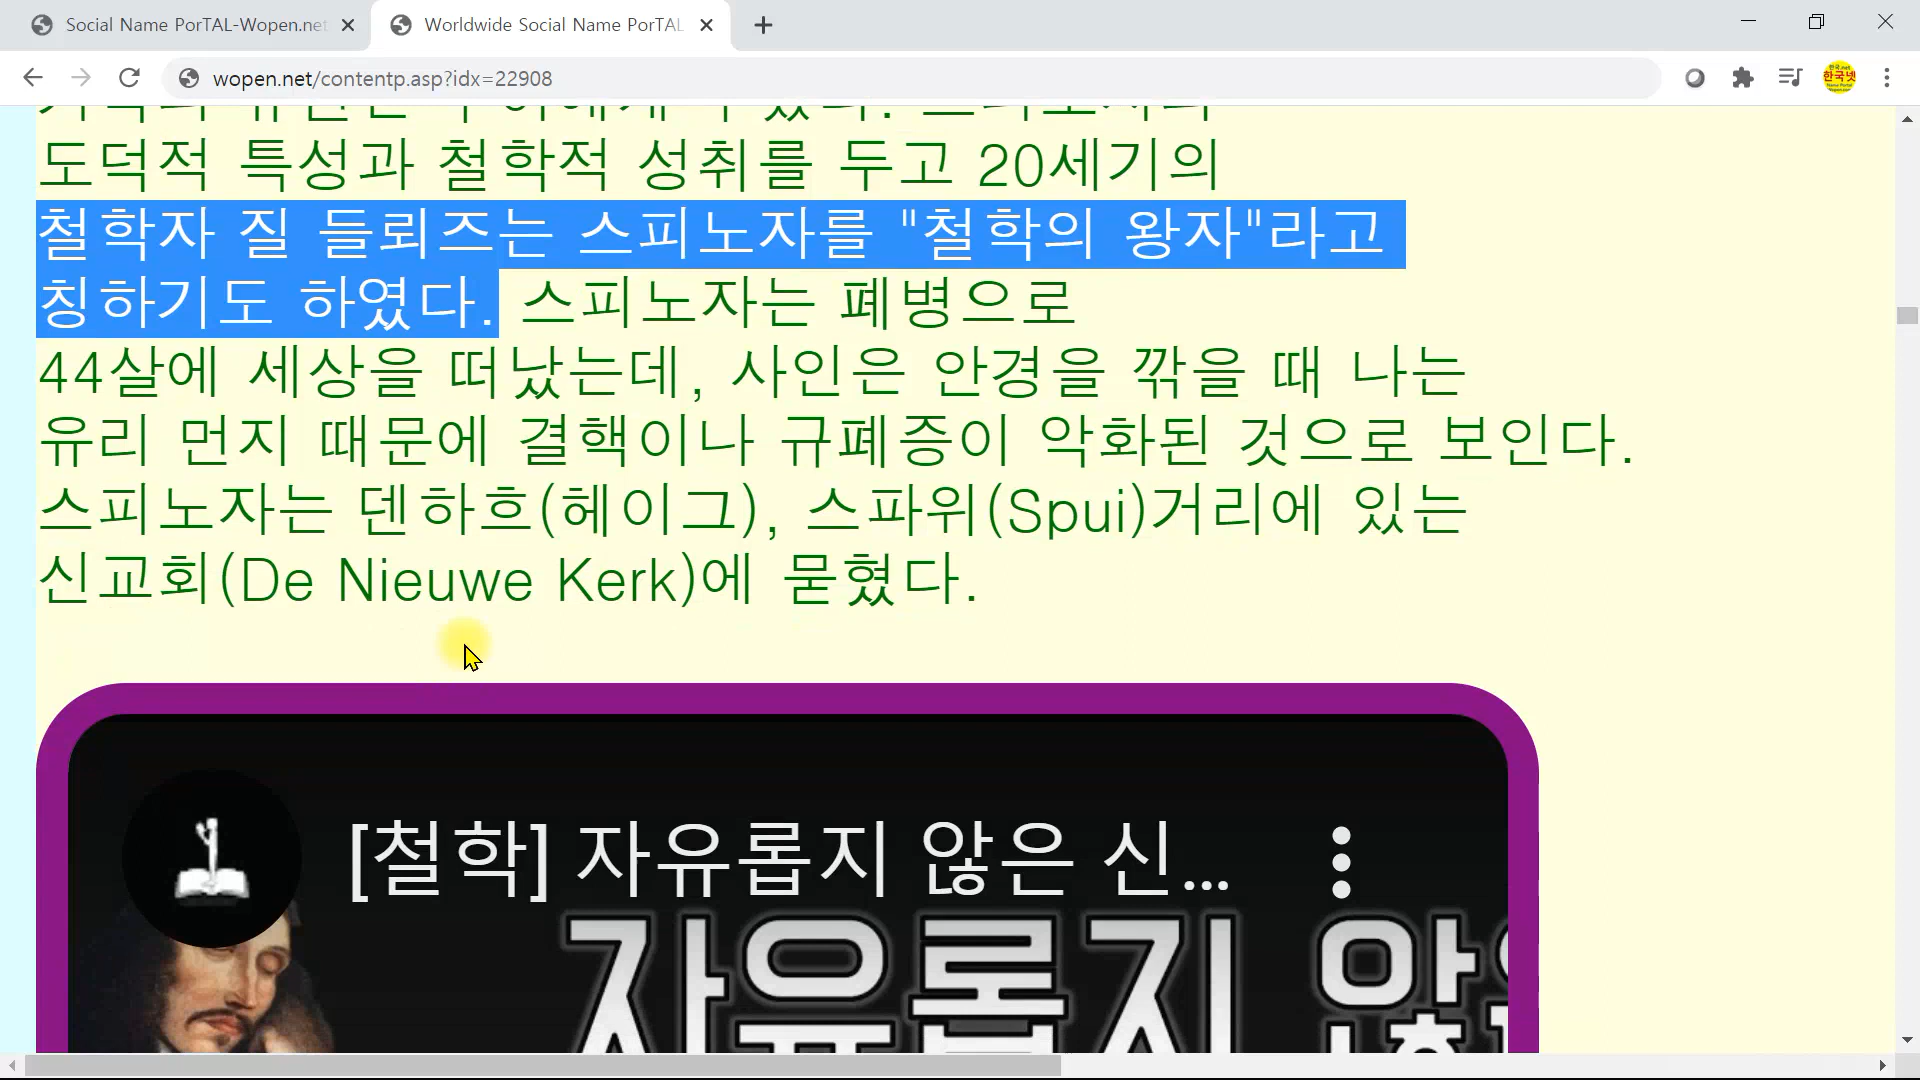 Social Name PorTAL-Wopen.net
Worldwide Social Name PorTAL
wopen.net/contentp.asp?idx=22908
한국넷
도덕적 특성과 철학적 성취를 두고 20세기의
철학자 질 들뢰즈는 스피노자를 "철학의 왕자"라고
칭하기도 하였다. 스피노자는 폐병으로
44살에 세상을 떠났는데, 사인은 안경을 깎을 때 나는
유리 먼지 때문에 결핵이나 규폐증이 악화된 것으로 보인다.
스피노자는 덴하흐(헤이그), 스파위(Spui)거리에 있는
신교회(De Nieuwe Kerk)에 묻혔다.
[철학] 자유롭지 않은 신...
자유롭지